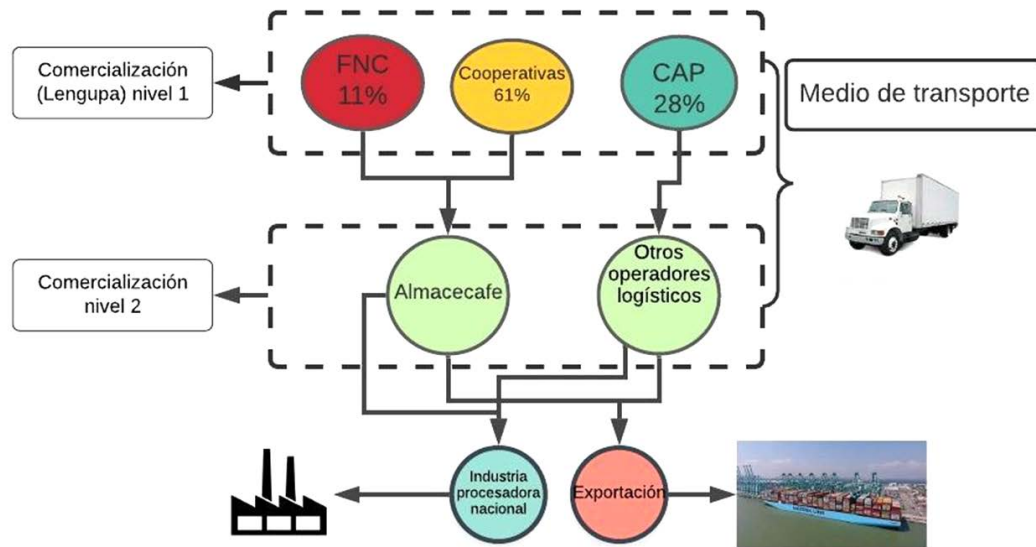 Comercialización
(Lengupa) nivel 1
FNC
11%
Cooperativas
61%
CAP
28%
Medio de transporte
Comercialización
nivel 2
Almacecafe
Otros
operadores
logísticos
Industria
procesadora
nacional
Exportación